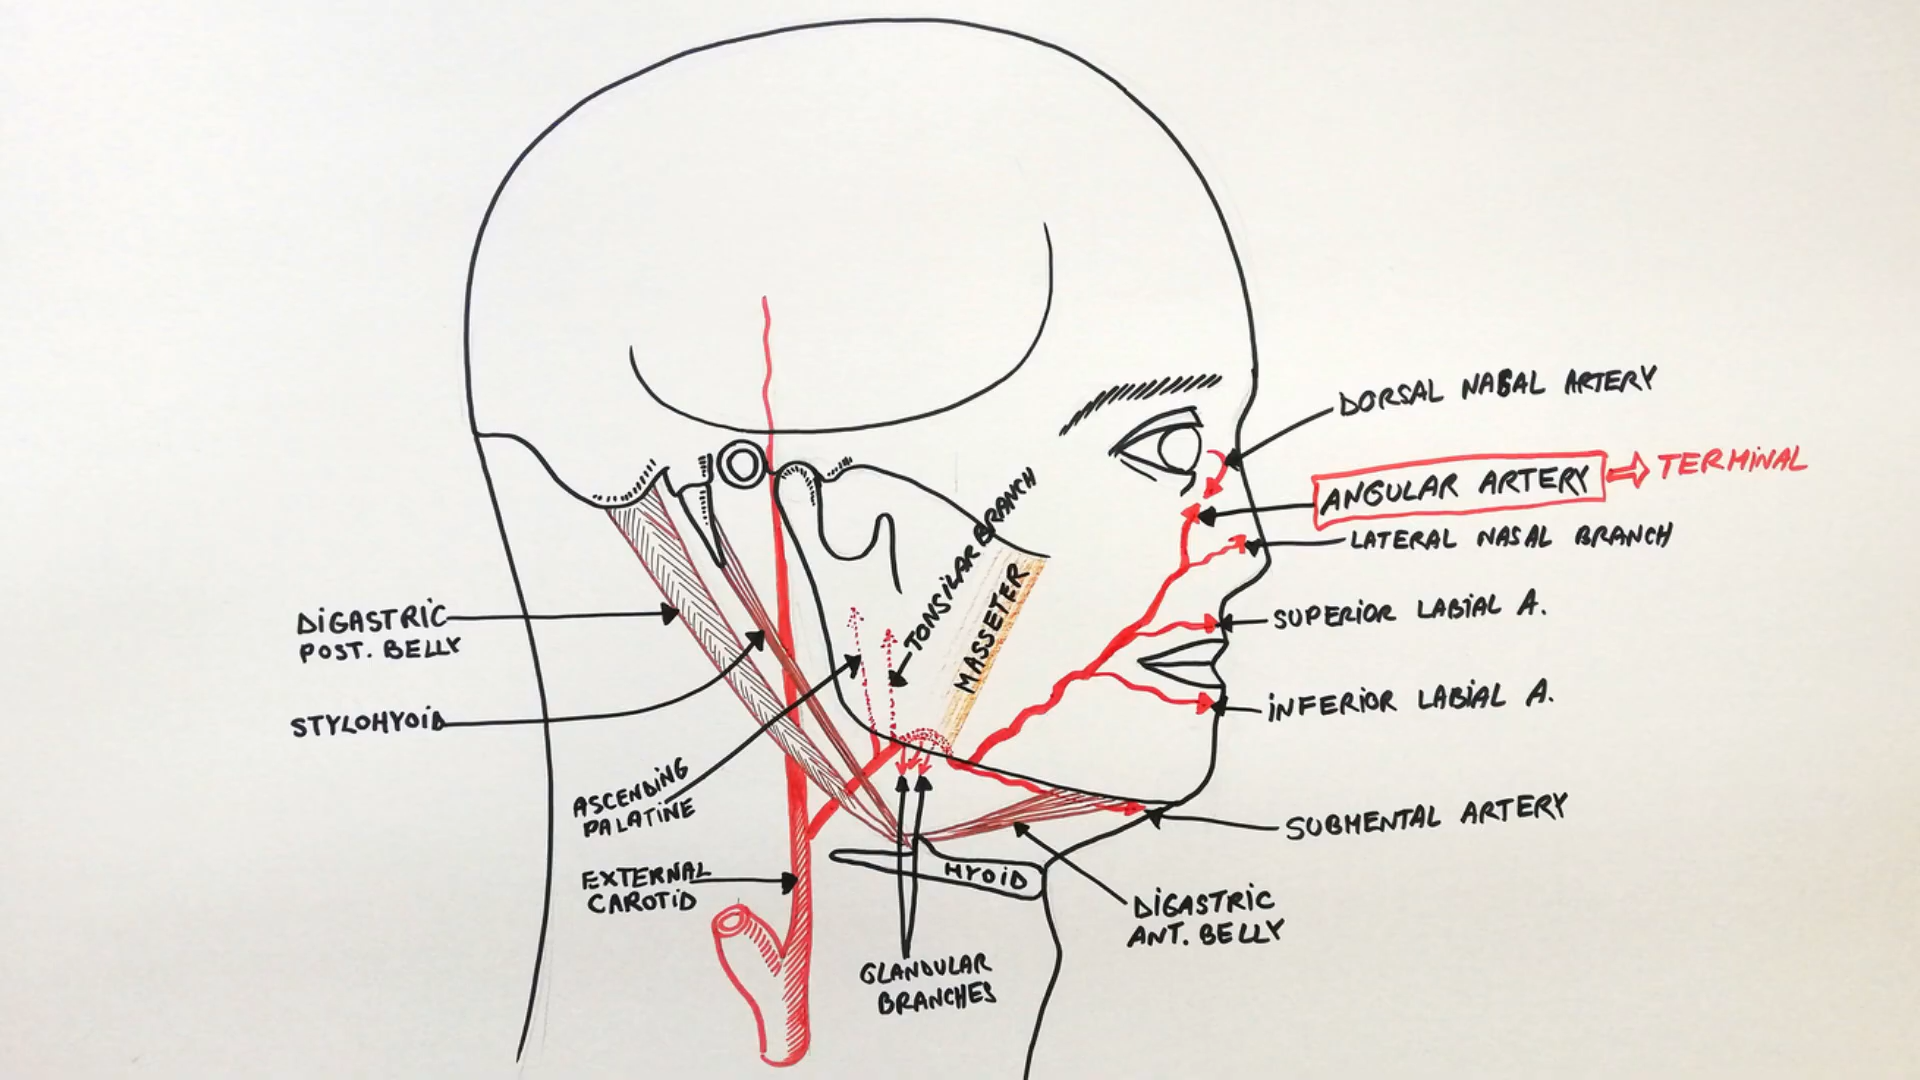 DORSAL NASAL ARTERY
ANGULAR ARTERY ⇒ TERMINAL
LATERAL NASAL BRANCH
SUPERIOR LABIAL A.
INFERIOR LABIAL A.
SUBMENTAL ARTERY
DIGASTRIC
ANT. BELLY
TONSILAR BRANCH
MASSETER
HYOID
DIGASTRIC
POST. BELLY
STYLOHYOID
ASCENDING
PALATINE
EXTERNAL
CAROTID
GLANDULAR
BRANCHES